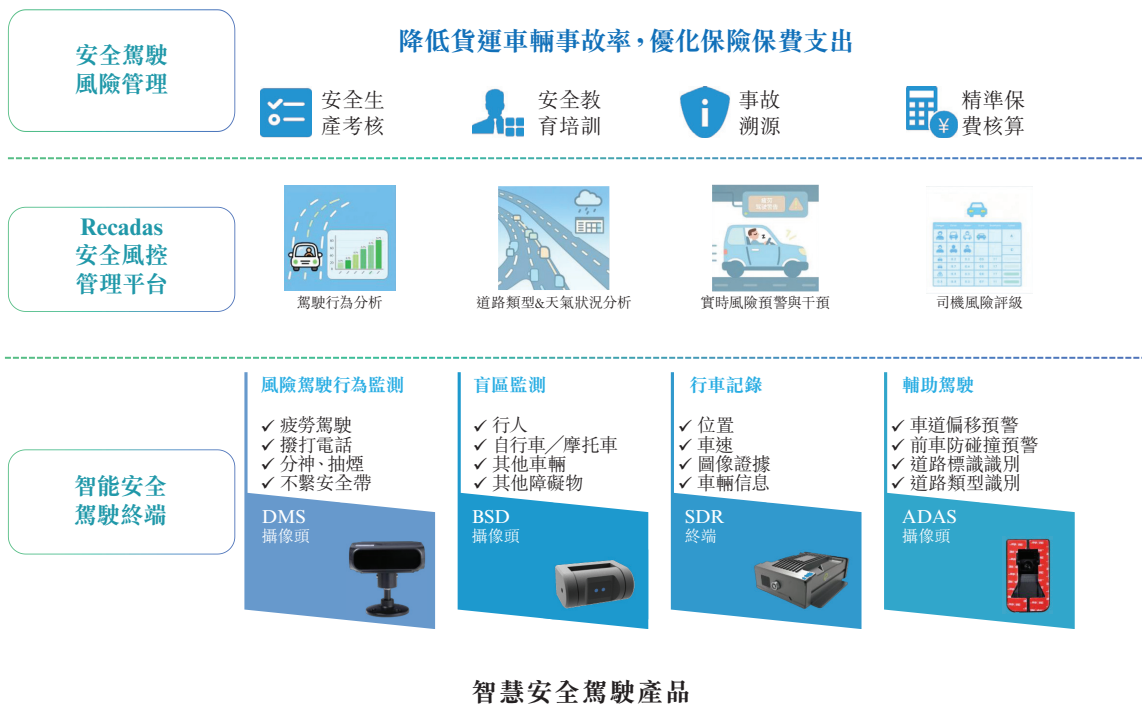 安全駕駛
風險管理
降低貨運車輛事故率,優化保險保費支出
安全生
產考核
安全教
育培訓
事故
溯源
精準保
費核算
Recadas
安全風控
管理平台
駕駛行為分析
道路類型&天氣狀況分析
實時風險預警與干預
司機風險評級
智能安全
駕駛終端
風險駕駛行為監測
✓ 疲勞駕駛
✓ 撥打電話
✓ 分神、抽煙
✓ 不繫安全帶
DMS
攝像頭
盲區監測
✓ 行人
✓ 自行車／摩托車
✓ 其他車輛
✓ 其他障礙物
BSD
攝像頭
行車記錄
✓ 位置
✓ 車速
✓ 圖像證據
✓ 車輛信息
SDR
終端
輔助駕駛
✓ 車道偏移預警
✓ 前車防碰撞預警
✓ 道路標識識別
✓ 道路類型識別
ADAS
攝像頭
智慧安全駕駛產品